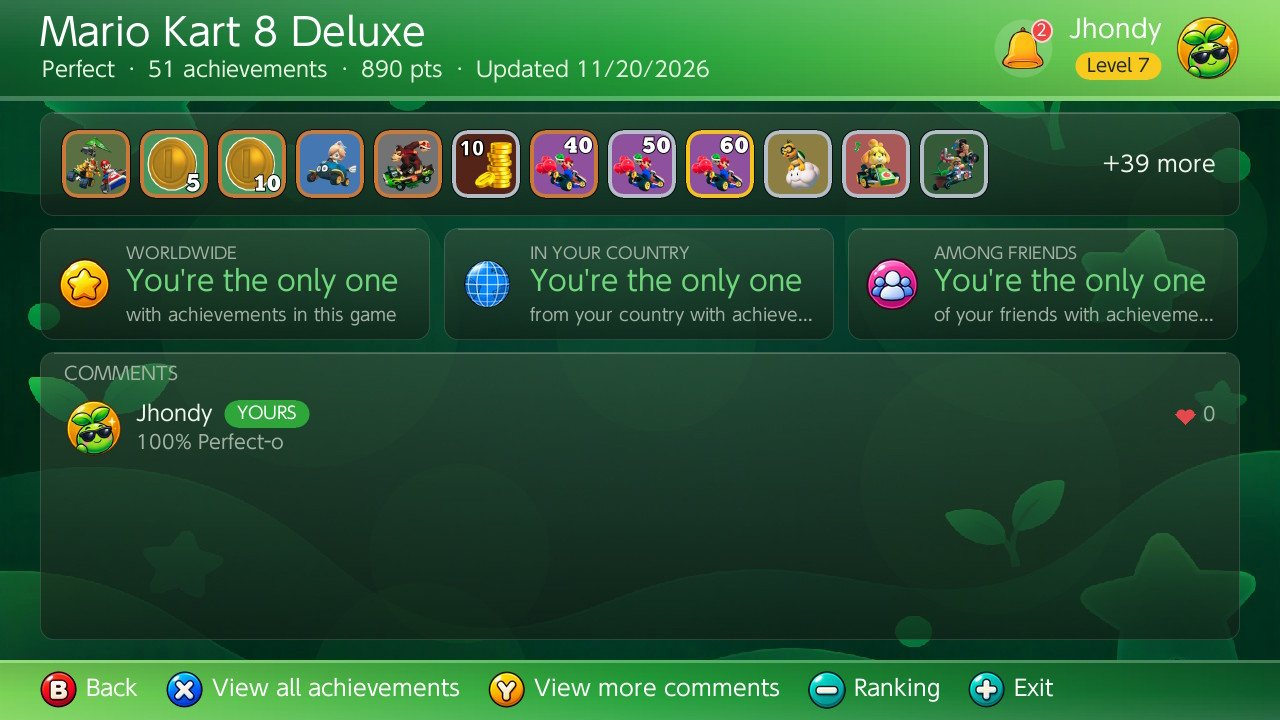 Mario Kart 8 Deluxe
Perfect · 51 achievements · 890 pts · Updated 11/20/2026
2
Jhondy
Level 7
5
10
10
40
50
60
+39 more
WORLDWIDE
You're the only one
with achievements in this game
IN YOUR COUNTRY
You're the only one
from your country with achieve...
AMONG FRIENDS
You're the only one
of your friends with achieveme...
COMMENTS
Jhondy YOURS
100% Perfect-o
0
B Back X View all achievements Y View more comments − Ranking + Exit